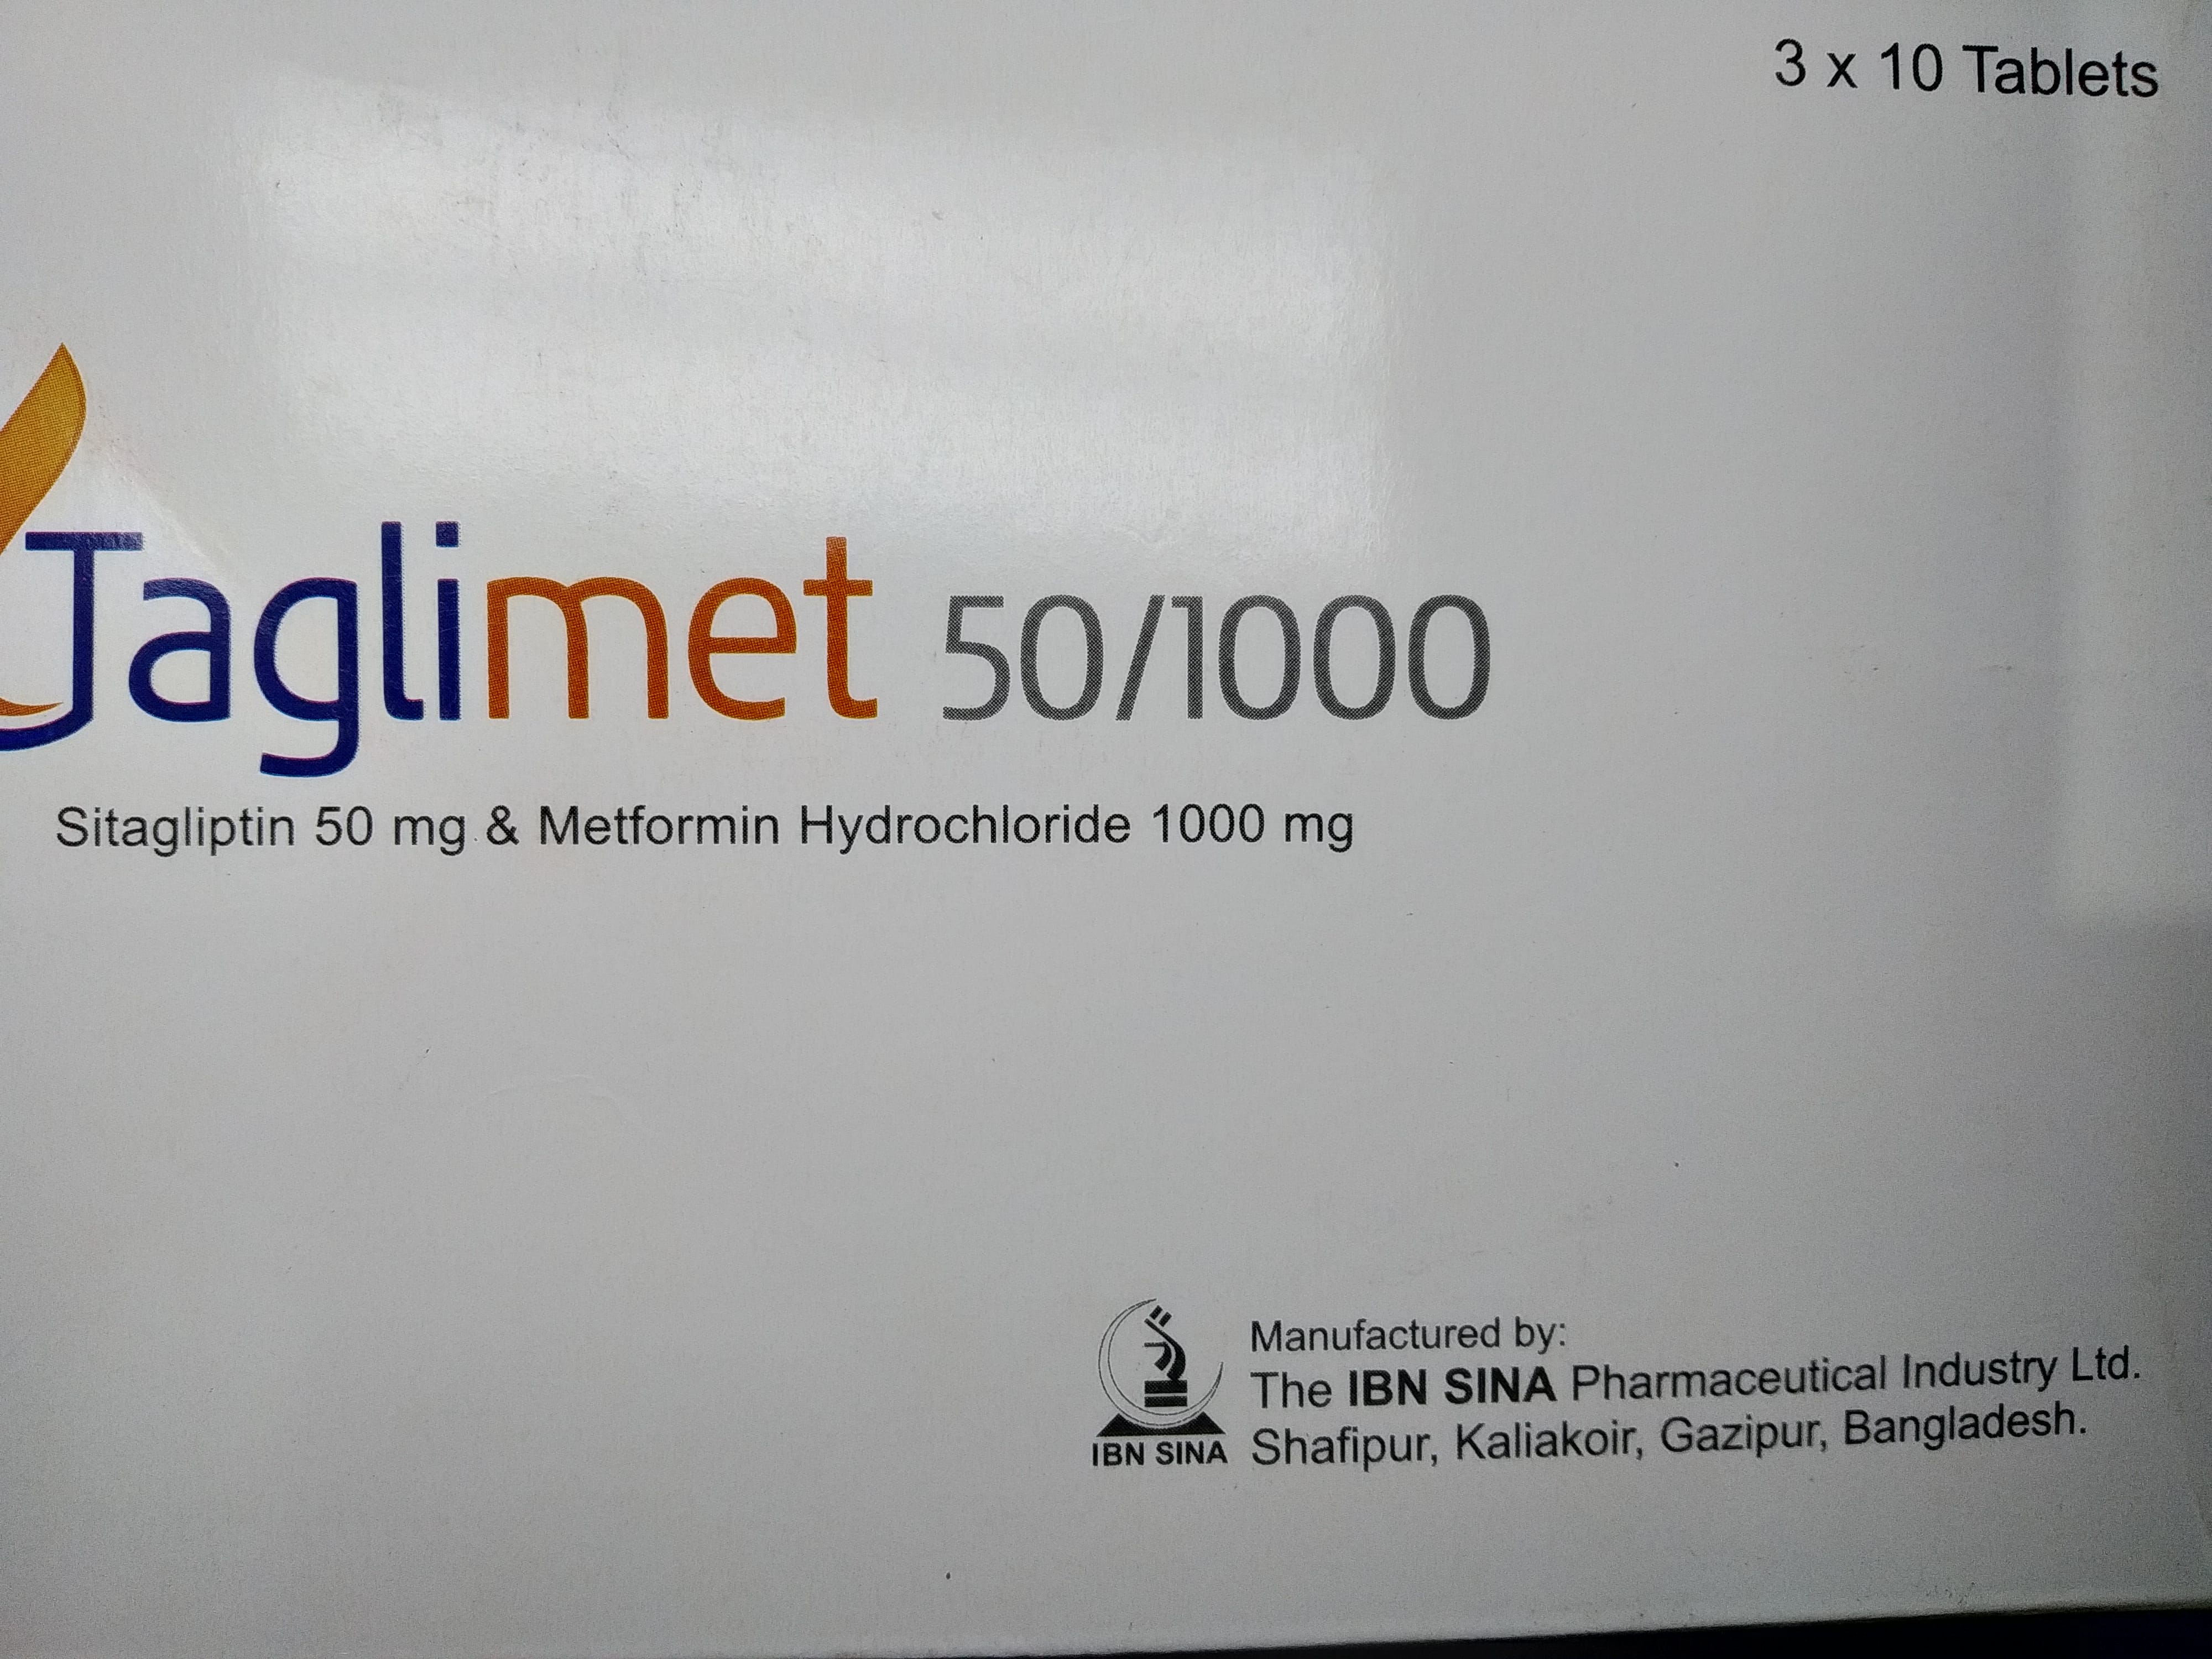 3 x 10 Tablets
Jaglimet 50/1000
Sitagliptin 50 mg & Metformin Hydrochloride 1000 mg
Manufactured by:
The IBN SINA Pharmaceutical Industry Ltd.
Shafipur, Kaliakoir, Gazipur, Bangladesh.
IBN SINA